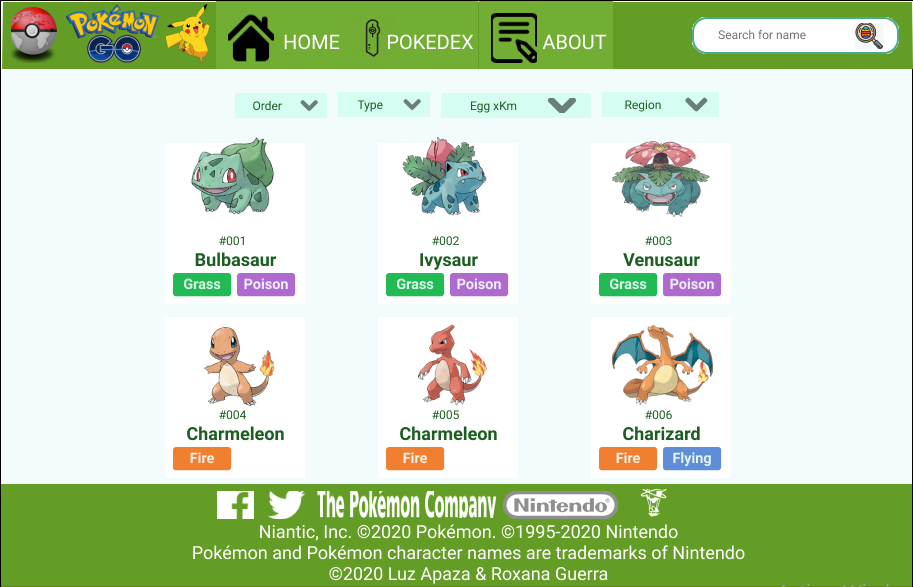 Pokémon GO
HOME
POKEDEX
ABOUT
Search for name
Order
Type
Egg xKm
Region
#001
Bulbasaur
Grass Poison
#002
Ivysaur
Grass Poison
#003
Venusaur
Grass Poison
#004
Charmeleon
Fire
#005
Charmeleon
Fire
#006
Charizard
Fire Flying
The Pokémon Company
Nintendo
Niantic, Inc. ©2020 Pokémon. ©1995-2020 Nintendo
Pokémon and Pokémon character names are trademarks of Nintendo
©2020 Luz Apaza & Roxana Guerra